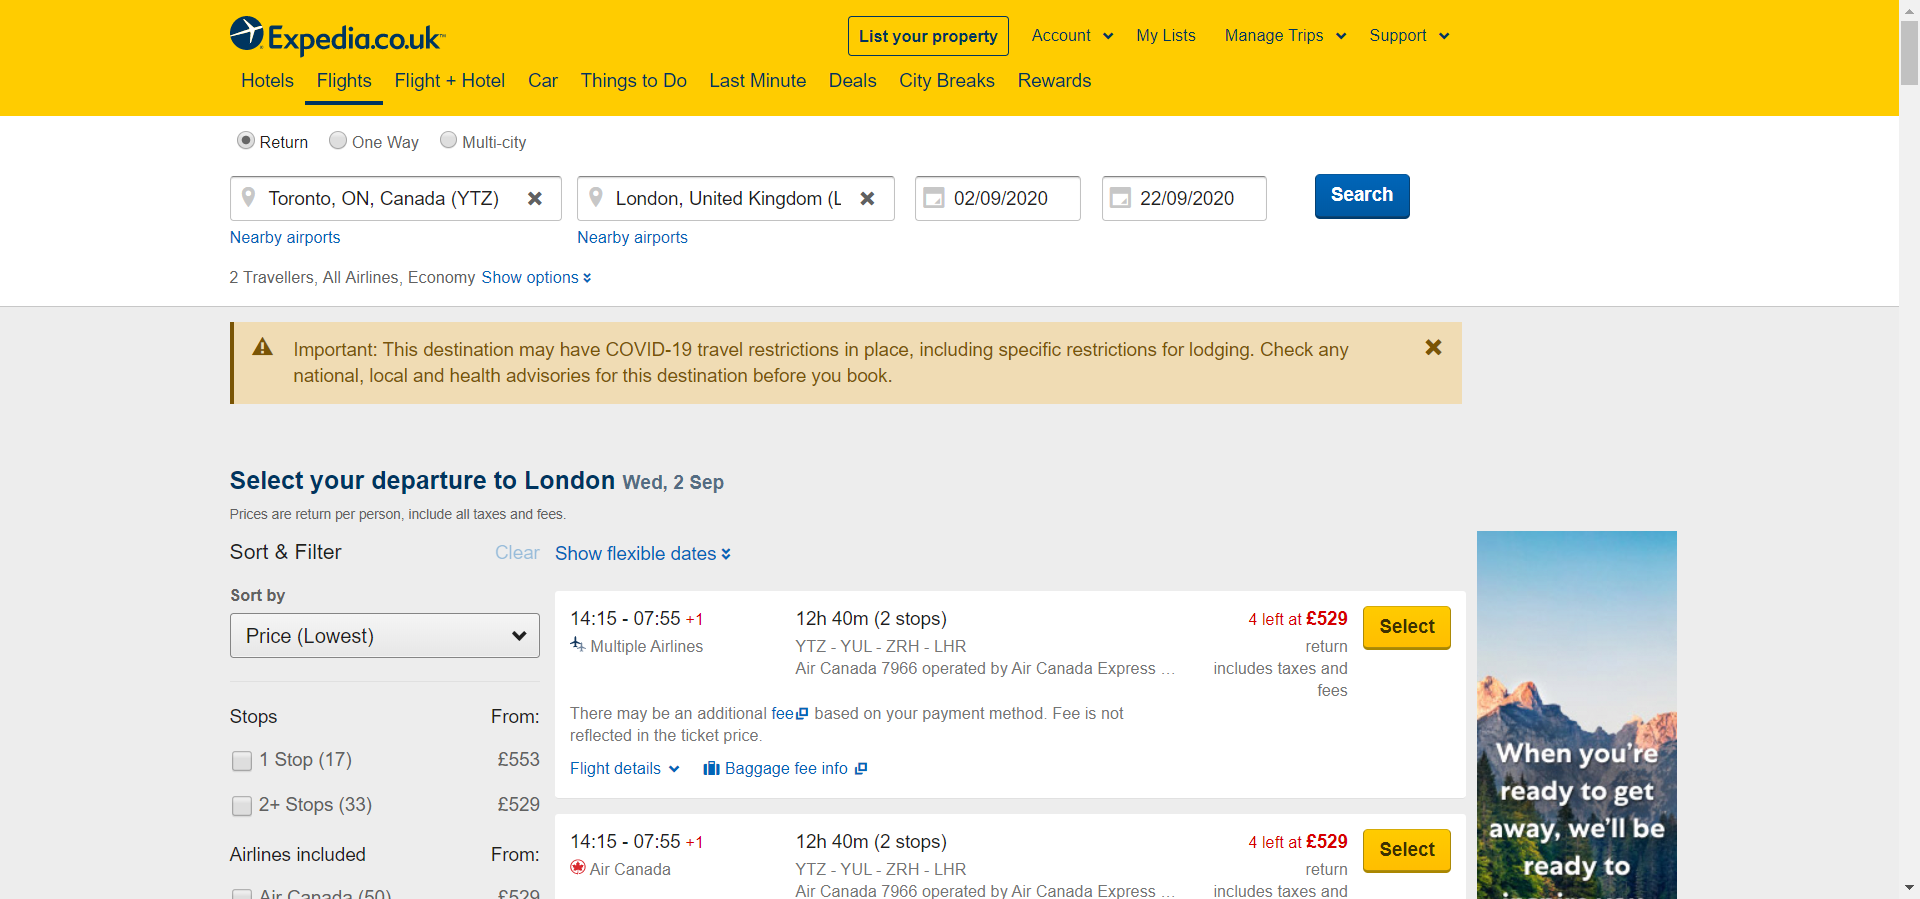 Expedia.co.uk™
List your property
Account
My Lists
Manage Trips
Support
Hotels
Flights
Flight + Hotel
Car
Things to Do
Last Minute
Deals
City Breaks
Rewards
Return
One Way
Multi-city
Toronto, ON, Canada (YTZ)
London, United Kingdom (L
02/09/2020
22/09/2020
Search
Nearby airports
Nearby airports
2 Travellers, All Airlines, Economy Show options
Important: This destination may have COVID-19 travel restrictions in place, including specific restrictions for lodging. Check any
national, local and health advisories for this destination before you book.
Select your departure to London Wed, 2 Sep
Prices are return per person, include all taxes and fees.
Sort & Filter
Clear
Show flexible dates
Sort by
Price (Lowest)
Stops From:
1 Stop (17) £553
2+ Stops (33) £529
Airlines included From:
Air Canada (50) £529
14:15 - 07:55 +1
Multiple Airlines
12h 40m (2 stops)
YTZ - YUL - ZRH - LHR
Air Canada 7966 operated by Air Canada Express ...
4 left at £529
return
includes taxes and
fees
Select
There may be an additional fee based on your payment method. Fee is not
reflected in the ticket price.
Flight details
Baggage fee info
14:15 - 07:55 +1
Air Canada
12h 40m (2 stops)
YTZ - YUL - ZRH - LHR
Air Canada 7966 operated by Air Canada Express ...
4 left at £529
return
includes taxes and
Select
When you're
ready to get
away, we'll be
ready to